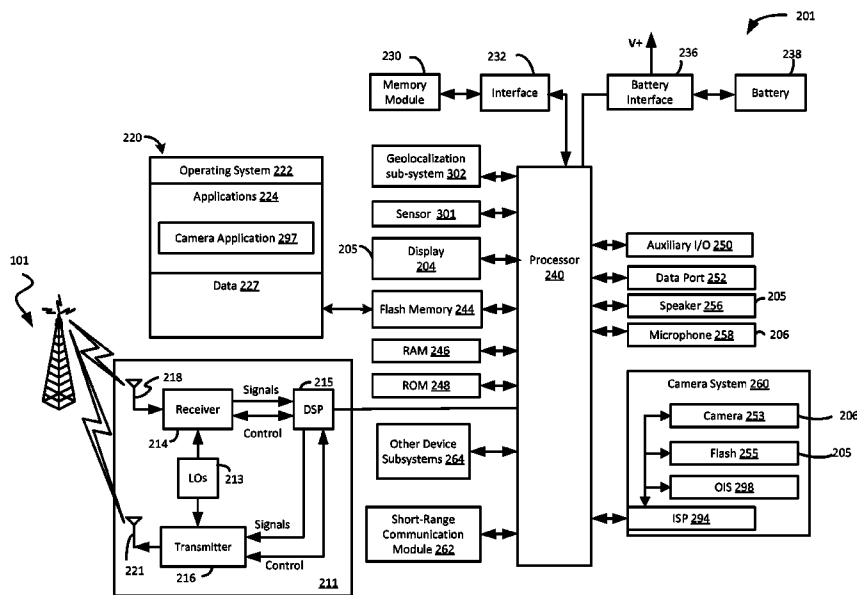 201
V+
230
232
236
238
Memory
Module
Interface
Battery
Interface
Battery
220
Operating System 222
Applications 224
Camera Application 297
Data 227
Geolocalization
sub-system
302
Sensor 301
205
Display
204
Flash Memory 244
RAM 246
ROM 248
Other Device
Subsystems 264
Short-Range
Communication
Module 262
Processor
240
Auxiliary I/O 250
Data Port 252
Speaker 256
205
Microphone 258
206
Camera System 260
Camera 253
206
Flash 255
205
OIS 298
ISP 294
101
218
Signals
215
Receiver
DSP
214
Control
LOs
213
Signals
Transmitter
221
216
Control
211